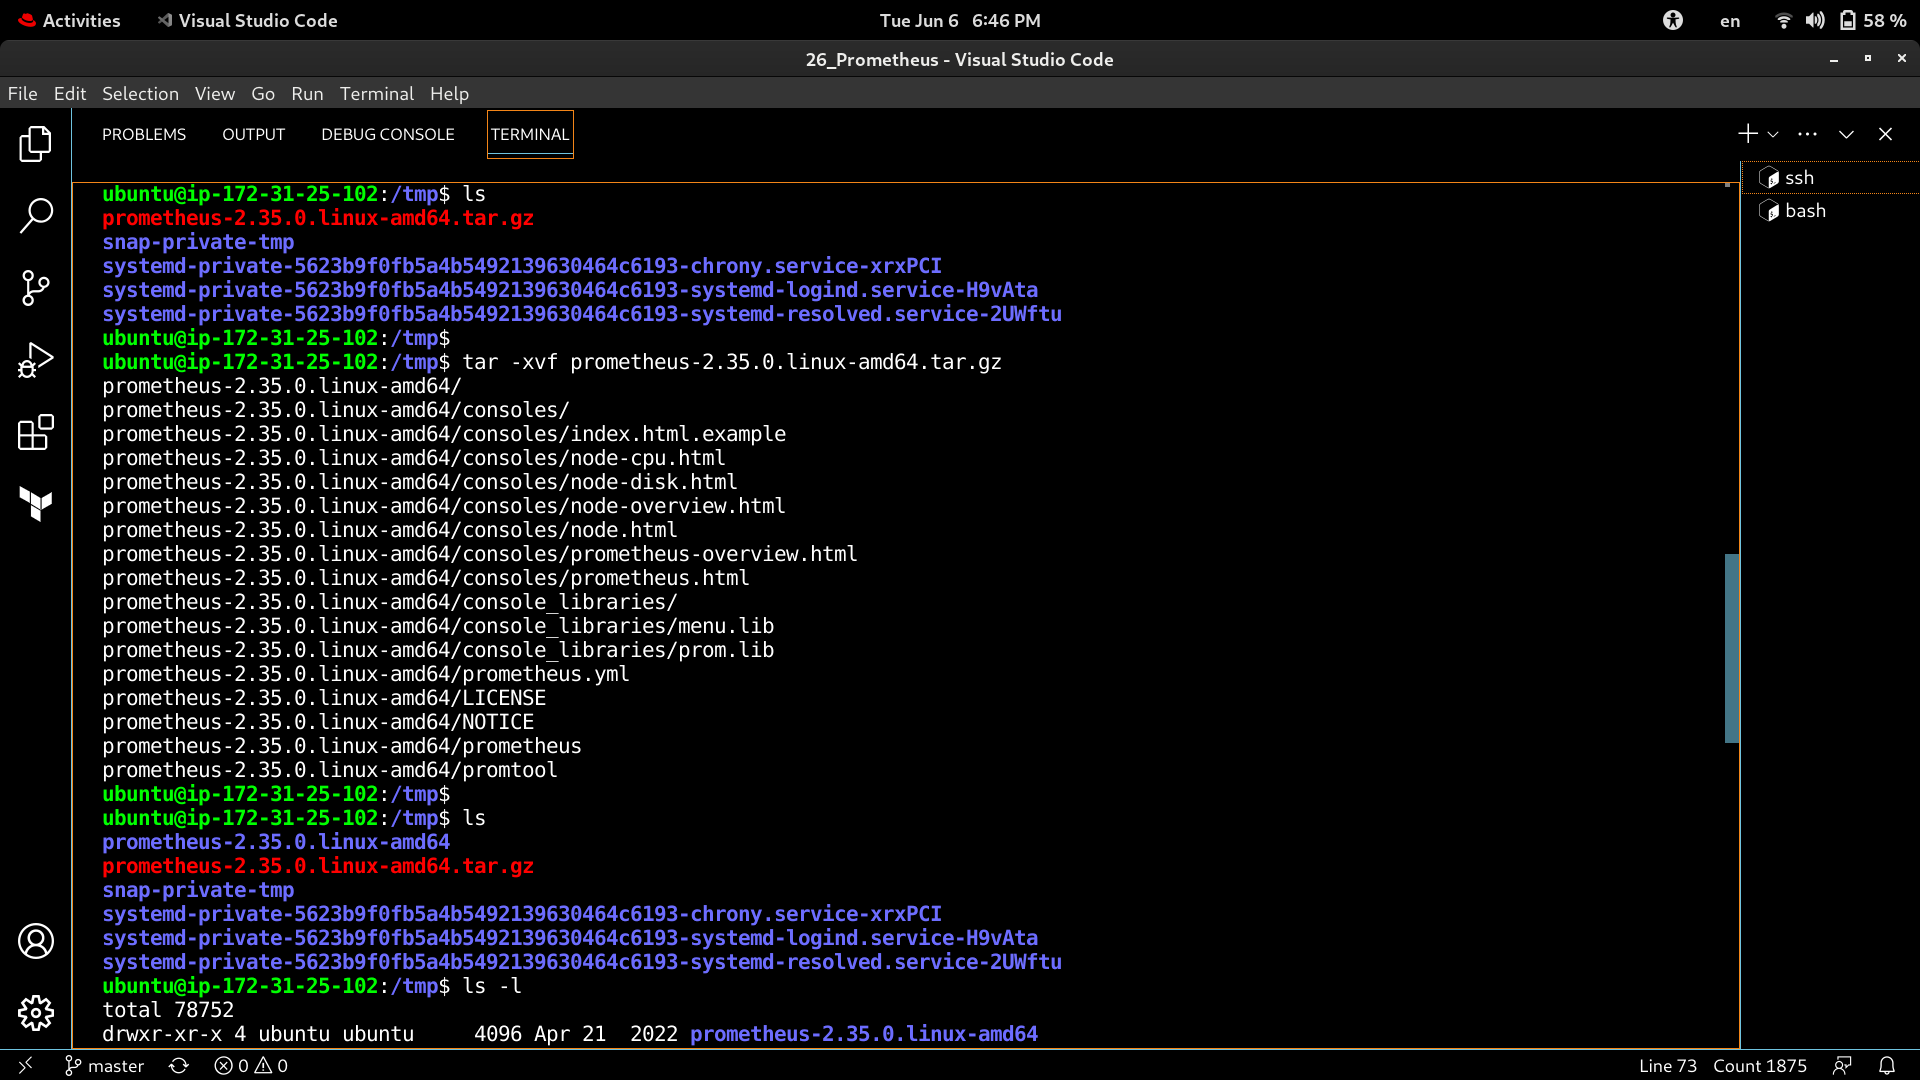 Activities Visual Studio Code Tue Jun 6 6:46 PM en 58 %
26_Prometheus - Visual Studio Code
File Edit Selection View Go Run Terminal Help
PROBLEMS OUTPUT DEBUG CONSOLE TERMINAL
ssh
bash
ubuntu@ip-172-31-25-102:/tmp$ ls
prometheus-2.35.0.linux-amd64.tar.gz
snap-private-tmp
systemd-private-5623b9f0fb5a4b5492139630464c6193-chrony.service-xrxPCI
systemd-private-5623b9f0fb5a4b5492139630464c6193-systemd-logind.service-H9vAta
systemd-private-5623b9f0fb5a4b5492139630464c6193-systemd-resolved.service-2UWftu
ubuntu@ip-172-31-25-102:/tmp$
ubuntu@ip-172-31-25-102:/tmp$ tar -xvf prometheus-2.35.0.linux-amd64.tar.gz
prometheus-2.35.0.linux-amd64/
prometheus-2.35.0.linux-amd64/consoles/
prometheus-2.35.0.linux-amd64/consoles/index.html.example
prometheus-2.35.0.linux-amd64/consoles/node-cpu.html
prometheus-2.35.0.linux-amd64/consoles/node-disk.html
prometheus-2.35.0.linux-amd64/consoles/node-overview.html
prometheus-2.35.0.linux-amd64/consoles/node.html
prometheus-2.35.0.linux-amd64/consoles/prometheus-overview.html
prometheus-2.35.0.linux-amd64/consoles/prometheus.html
prometheus-2.35.0.linux-amd64/console_libraries/
prometheus-2.35.0.linux-amd64/console_libraries/menu.lib
prometheus-2.35.0.linux-amd64/console_libraries/prom.lib
prometheus-2.35.0.linux-amd64/prometheus.yml
prometheus-2.35.0.linux-amd64/LICENSE
prometheus-2.35.0.linux-amd64/NOTICE
prometheus-2.35.0.linux-amd64/prometheus
prometheus-2.35.0.linux-amd64/promtool
ubuntu@ip-172-31-25-102:/tmp$
ubuntu@ip-172-31-25-102:/tmp$ ls
prometheus-2.35.0.linux-amd64
prometheus-2.35.0.linux-amd64.tar.gz
snap-private-tmp
systemd-private-5623b9f0fb5a4b5492139630464c6193-chrony.service-xrxPCI
systemd-private-5623b9f0fb5a4b5492139630464c6193-systemd-logind.service-H9vAta
systemd-private-5623b9f0fb5a4b5492139630464c6193-systemd-resolved.service-2UWftu
ubuntu@ip-172-31-25-102:/tmp$ ls -l
total 78752
drwxr-xr-x 4 ubuntu ubuntu     4096 Apr 21  2022 prometheus-2.35.0.linux-amd64
master 0 0 Line 73 Count 1875